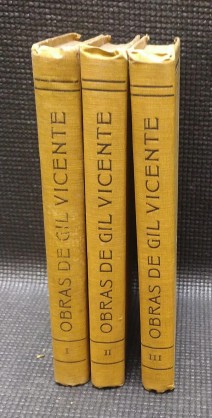 OBRAS DE GIL VICENTE
I
OBRAS DE GIL VICENTE
II
OBRAS DE GIL VICENTE
III